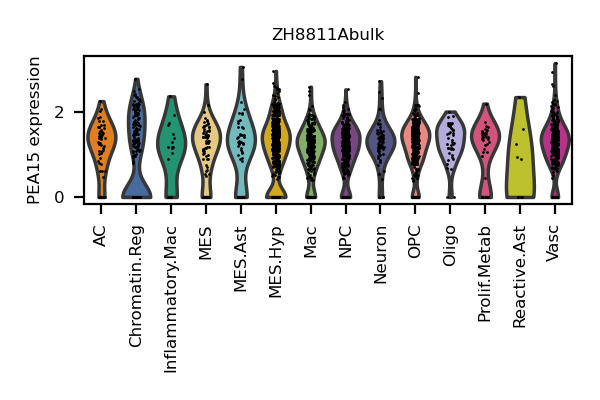 ZH8811Abulk
PEA15 expression
2
0
AC
Chromatin.Reg
Inflammatory.Mac
MES
MES.Ast
MES.Hyp
Mac
NPC
Neuron
OPC
Oligo
Prolif.Metab
Reactive.Ast
Vasc